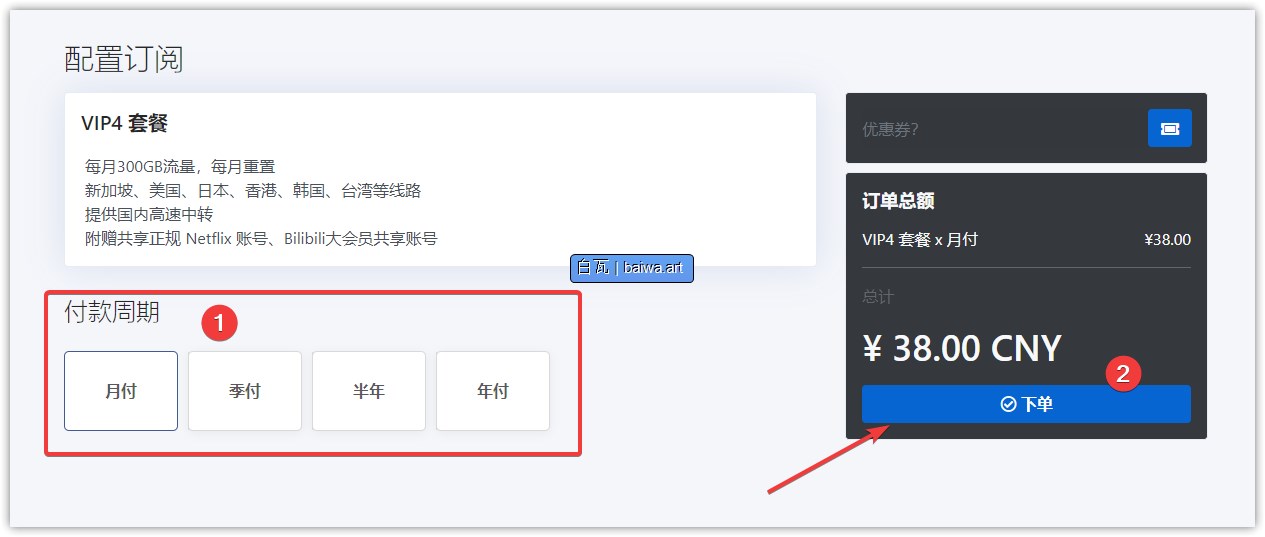 配置订阅
VIP4 套餐
每月300GB流量，每月重置
新加坡、美国、日本、香港、韩国、台湾等线路
提供国内高速中转
附赠共享正规 Netflix 账号、Bilibili大会员共享账号
白瓦 | baiwa.art
付款周期
1
月付
季付
半年
年付
优惠券?
订单总额
VIP4 套餐 x 月付 ¥38.00
总计
¥ 38.00 CNY
2
下单